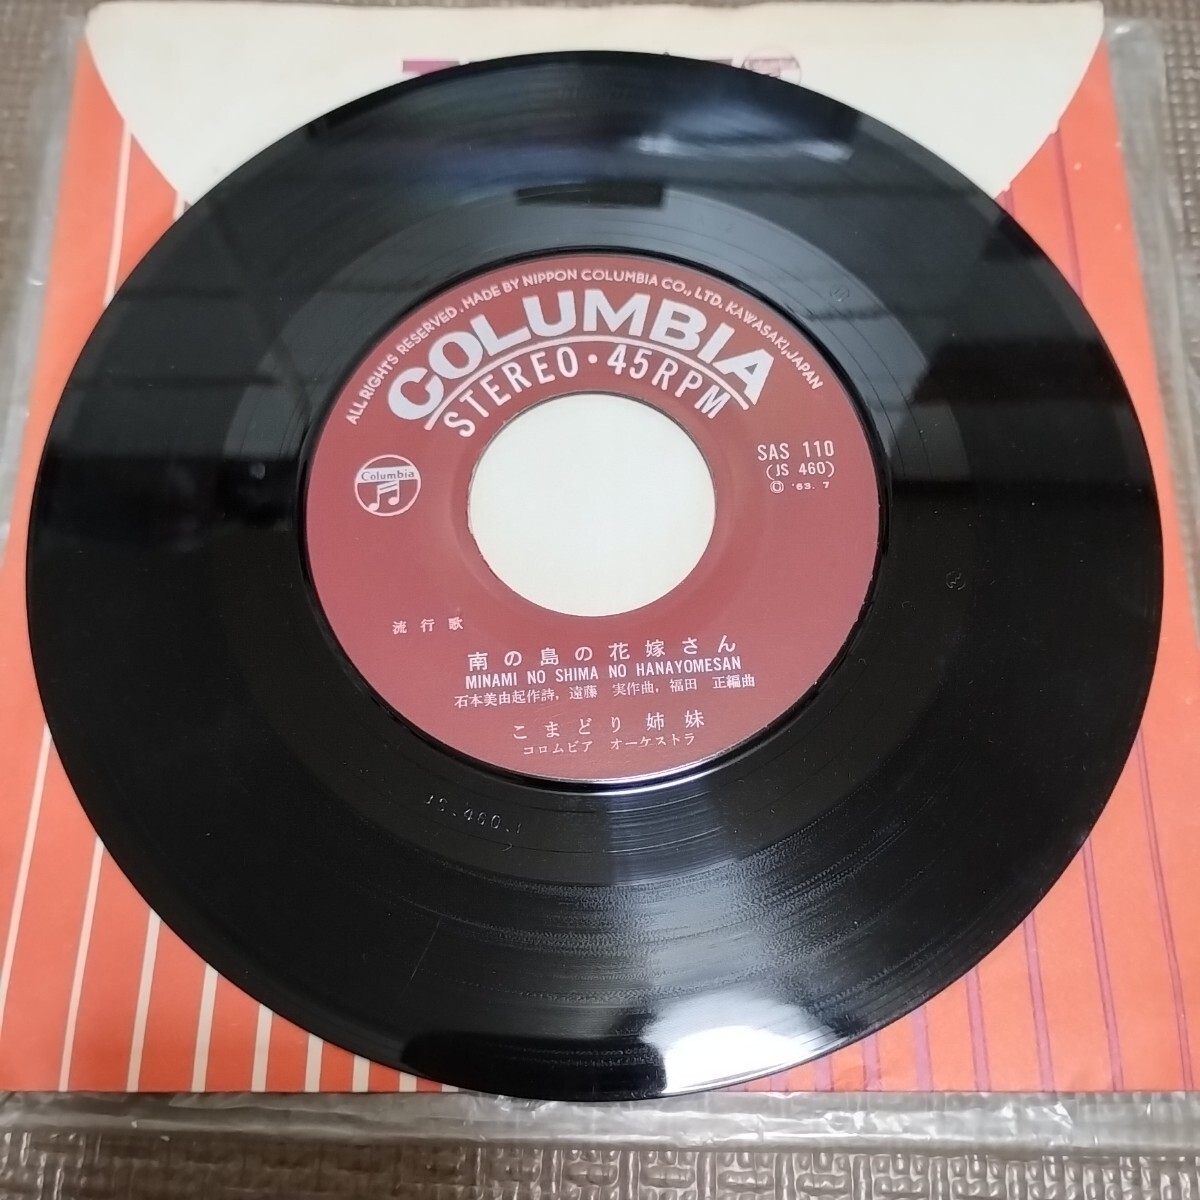 ALL RIGHTS RESERVED. MADE BY NIPPON COLUMBIA CO., LTD. KAWASAKI, JAPAN
COLUMBIA
STEREO・45RPM
Columbia
SAS 110
(JS 460)
Ⓒ '63. 7
流行歌
南の島の花嫁さん
MINAMI NO SHIMA NO HANAYOMESAN
石本美由起作詩, 遠藤 実作曲, 福田 正編曲
こまどり姉妹
コロムビア オーケストラ
JS.460.1